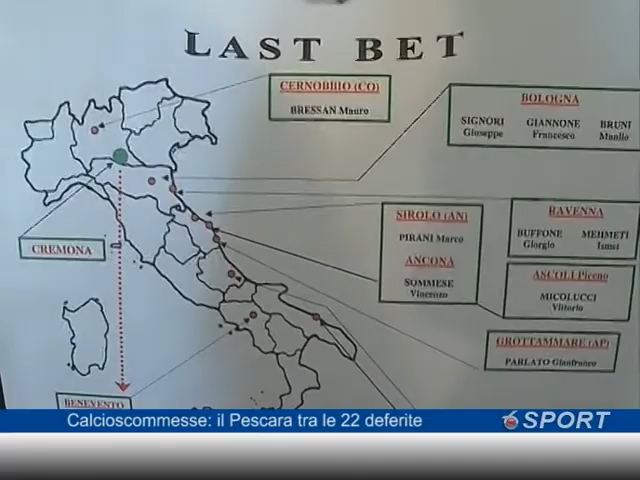 LAST BET
CERNOBBIO (CO)
BRESSAN Mauro
BOLOGNA
SIGNORI Giuseppe
GIANNONE Francesco
BRUNI Manlio
SIROLO (AN)
PIRANI Marco
ANCONA
SOMMESE Vincenzo
RAVENNA
BUFFONE Giorgio
MEHMETI Ismet
CREMONA
ASCOLI Piceno
MICOLUCCI Vittorio
GROTTAMMARE (AP)
PARLATO Gianfranco
BENEVENTO
Calcioscommesse: il Pescara tra le 22 deferite
SPORT